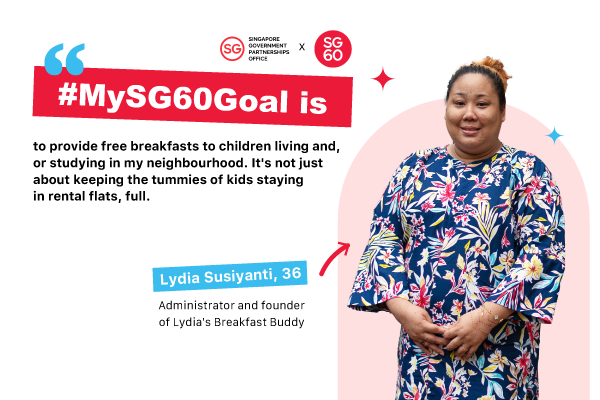 SG
SINGAPORE
GOVERNMENT
PARTNERSHIPS
OFFICE
X
SG
60
“
#MySG60Goal is
to provide free breakfasts to children living and,
or studying in my neighbourhood. It's not just
about keeping the tummies of kids staying
in rental flats, full.
Lydia Susiyanti, 36
Administrator and founder
of Lydia's Breakfast Buddy